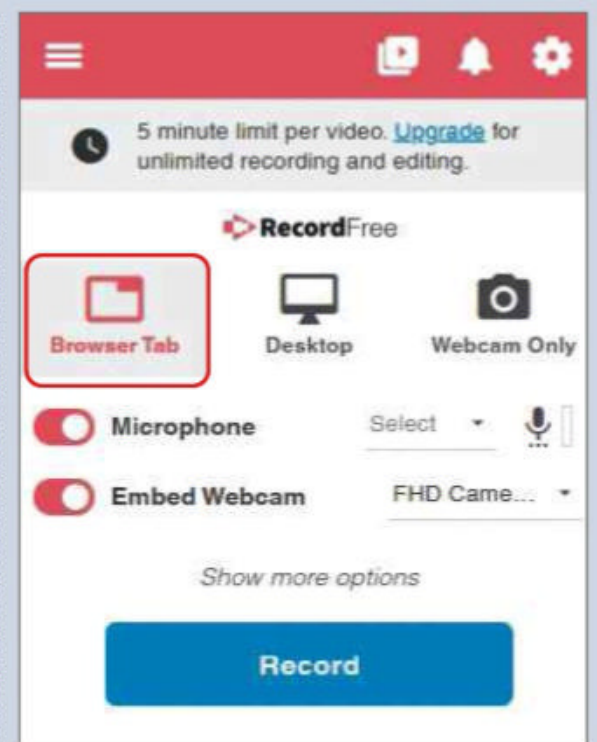 5 minute limit per video. Upgrade for
unlimited recording and editing.
RecordFree
Browser Tab
Desktop
Webcam Only
Microphone
Select
Embed Webcam
FHD Came...
Show more options
Record